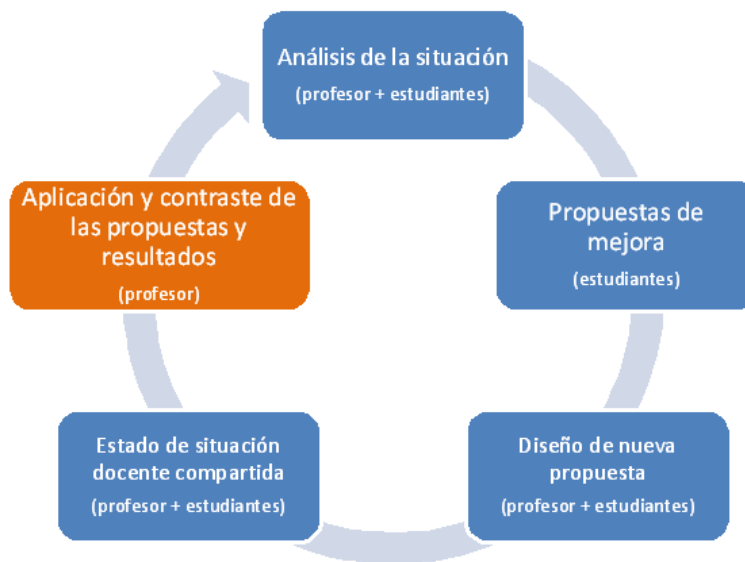 Análisis de la situación
(profesor + estudiantes)
Propuestas de
mejora
(estudiantes)
Diseño de nueva
propuesta
(profesor + estudiantes)
Estado de situación
docente compartida
(profesor + estudiantes)
Aplicación y contraste de
las propuestas y
resultados
(profesor)